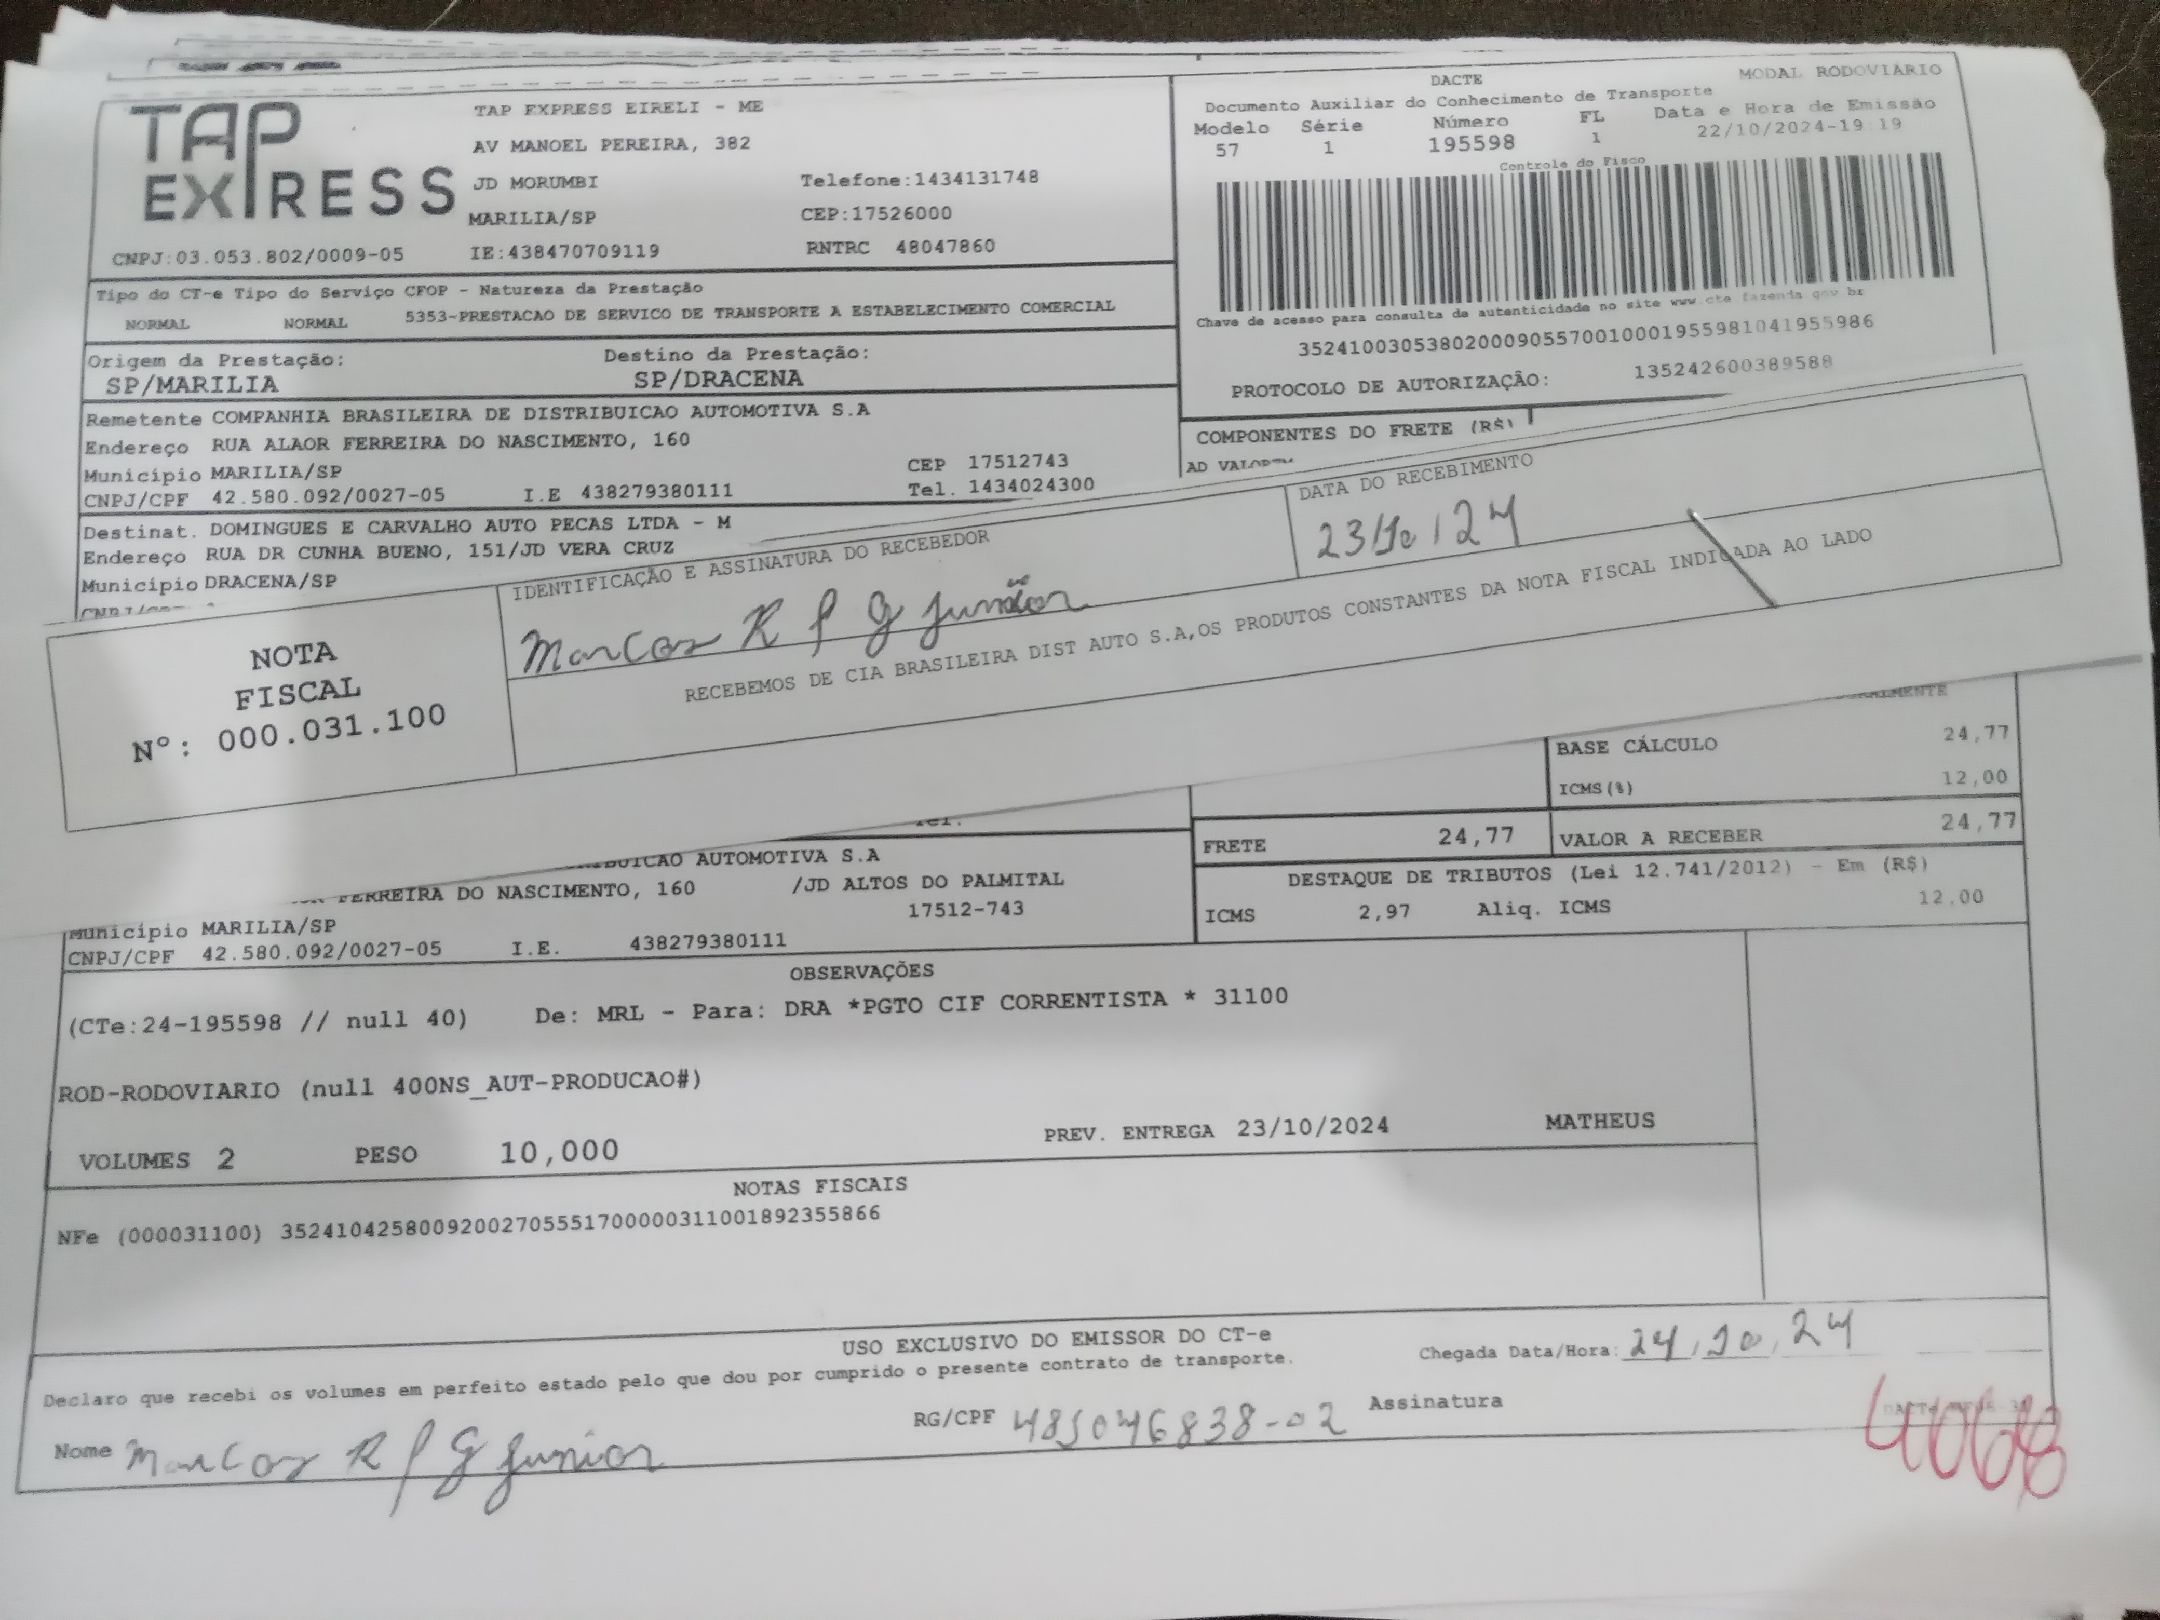 TAP
EXPRESS
TAP EXPRESS EIRELI - ME
AV MANOEL PEREIRA, 382
JD MORUMBI Telefone:1434131748
MARILIA/SP CEP:17526000
CNPJ:03.053.802/0009-05 IE:438470709119 RNTRC 48047860
DACTE MODAL RODOVIÁRIO
Documento Auxiliar do Conhecimento de Transporte
Modelo Série Número FL Data e Hora de Emissão
57 1 195598 1 22/10/2024-19:19
Controle do Fisco
Chave de acesso para consulta de autenticidade no site www.cte.fazenda.gov.br
35241003053802000905570010001955981041955986
PROTOCOLO DE AUTORIZAÇÃO: 135242600389588
Tipo do CT-e Tipo do Serviço CFOP - Natureza da Prestação
NORMAL NORMAL 5353-PRESTACAO DE SERVICO DE TRANSPORTE A ESTABELECIMENTO COMERCIAL
Origem da Prestação: Destino da Prestação:
SP/MARILIA SP/DRACENA
Remetente COMPANHIA BRASILEIRA DE DISTRIBUICAO AUTOMOTIVA S.A
Endereço RUA ALAOR FERREIRA DO NASCIMENTO, 160
Município MARILIA/SP CEP 17512743
CNPJ/CPF 42.580.092/0027-05 I.E 438279380111 Tel. 1434024300
COMPONENTES DO FRETE (R$)
AD VALOREM
Destinat. DOMINGUES E CARVALHO AUTO PECAS LTDA - M
Endereço RUA DR CUNHA BUENO, 151/JD VERA CRUZ
Município DRACENA/SP
NOTA
FISCAL
Nº: 000.031.100
IDENTIFICAÇÃO E ASSINATURA DO RECEBEDOR
Marcos R P G Junior
DATA DO RECEBIMENTO
23/10/24
RECEBEMOS DE CIA BRASILEIRA DIST AUTO S.A,OS PRODUTOS CONSTANTES DA NOTA FISCAL INDICADA AO LADO
BASE CÁLCULO 24,77
ICMS(%) 12,00
FRETE 24,77 VALOR A RECEBER 24,77
DESTAQUE DE TRIBUTOS (Lei 12.741/2012) - Em (R$)
ICMS 2,97 Aliq. ICMS 12,00
AUTOMOTIVA S.A
FERREIRA DO NASCIMENTO, 160 /JD ALTOS DO PALMITAL
17512-743
Município MARILIA/SP
CNPJ/CPF 42.580.092/0027-05 I.E. 438279380111
OBSERVAÇÕES
(CTe:24-195598 // null 40) De: MRL - Para: DRA *PGTO CIF CORRENTISTA * 31100
ROD-RODOVIARIO (null 400NS_AUT-PRODUCAO#)
VOLUMES 2 PESO 10,000 PREV. ENTREGA 23/10/2024 MATHEUS
NOTAS FISCAIS
NFe (000031100) 35241042580092002705551700000311001892355866
USO EXCLUSIVO DO EMISSOR DO CT-e
Declaro que recebi os volumes em perfeito estado pelo que dou por cumprido o presente contrato de transporte.
Chegada Data/Hora: 24/10/24
Nome Marcos R P G Junior RG/CPF 485046838-02 Assinatura